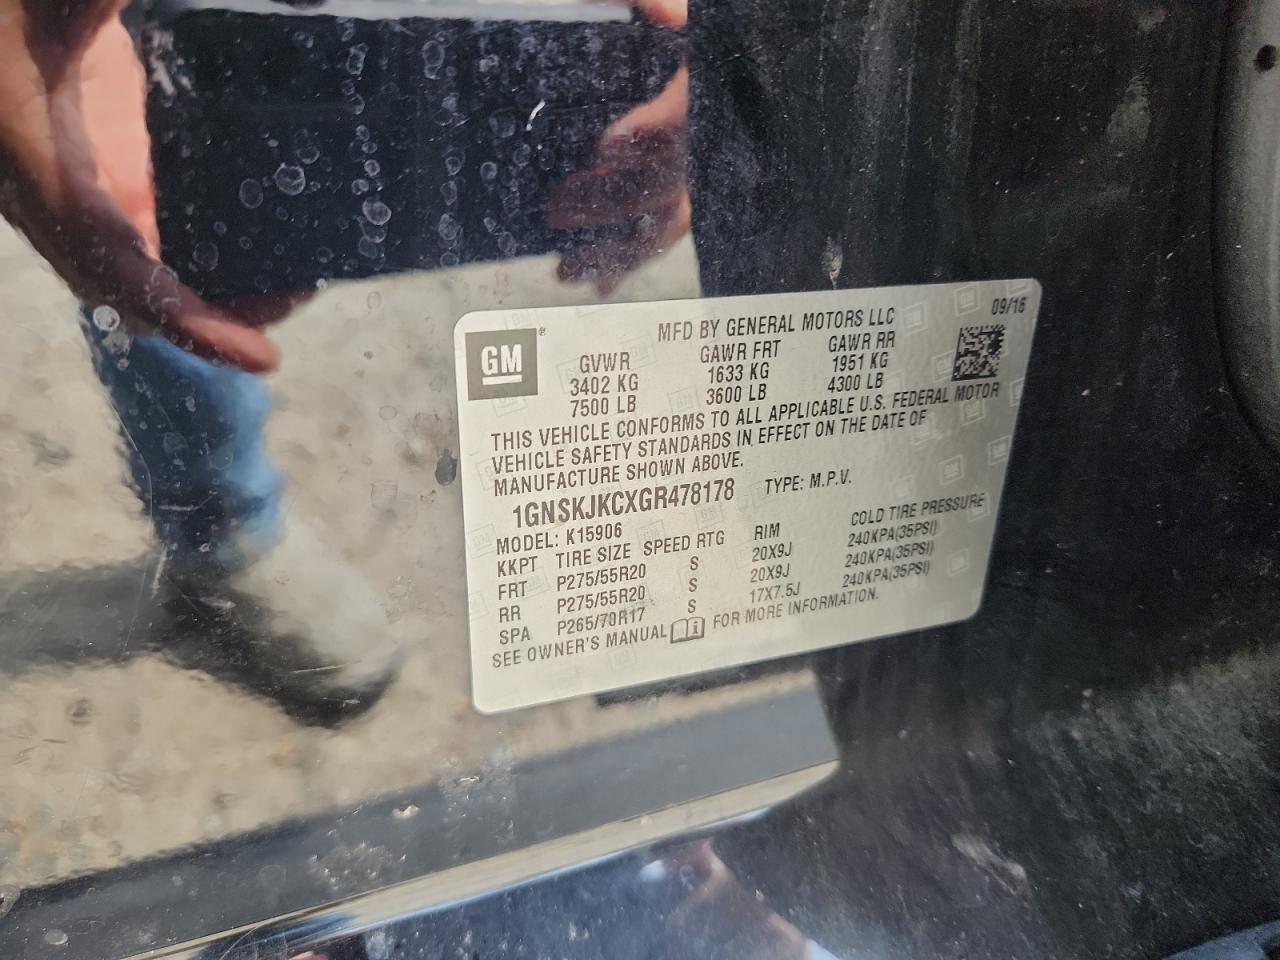 09/16
MFD BY GENERAL MOTORS LLC
GM®
GVWR GAWR FRT GAWR RR
3402 KG 1633 KG 1951 KG
7500 LB 3600 LB 4300 LB
THIS VEHICLE CONFORMS TO ALL APPLICABLE U.S. FEDERAL MOTOR
VEHICLE SAFETY STANDARDS IN EFFECT ON THE DATE OF
MANUFACTURE SHOWN ABOVE.
1GNSKJKCXGR478178 TYPE: M.P.V.
MODEL: K15906
KKPT TIRE SIZE SPEED RTG RIM COLD TIRE PRESSURE
FRT P275/55R20 S 20X9J 240KPA(35PSI)
RR P275/55R20 S 20X9J 240KPA(35PSI)
SPA P265/70R17 S 17X7.5J 240KPA(35PSI)
SEE OWNER'S MANUAL FOR MORE INFORMATION.